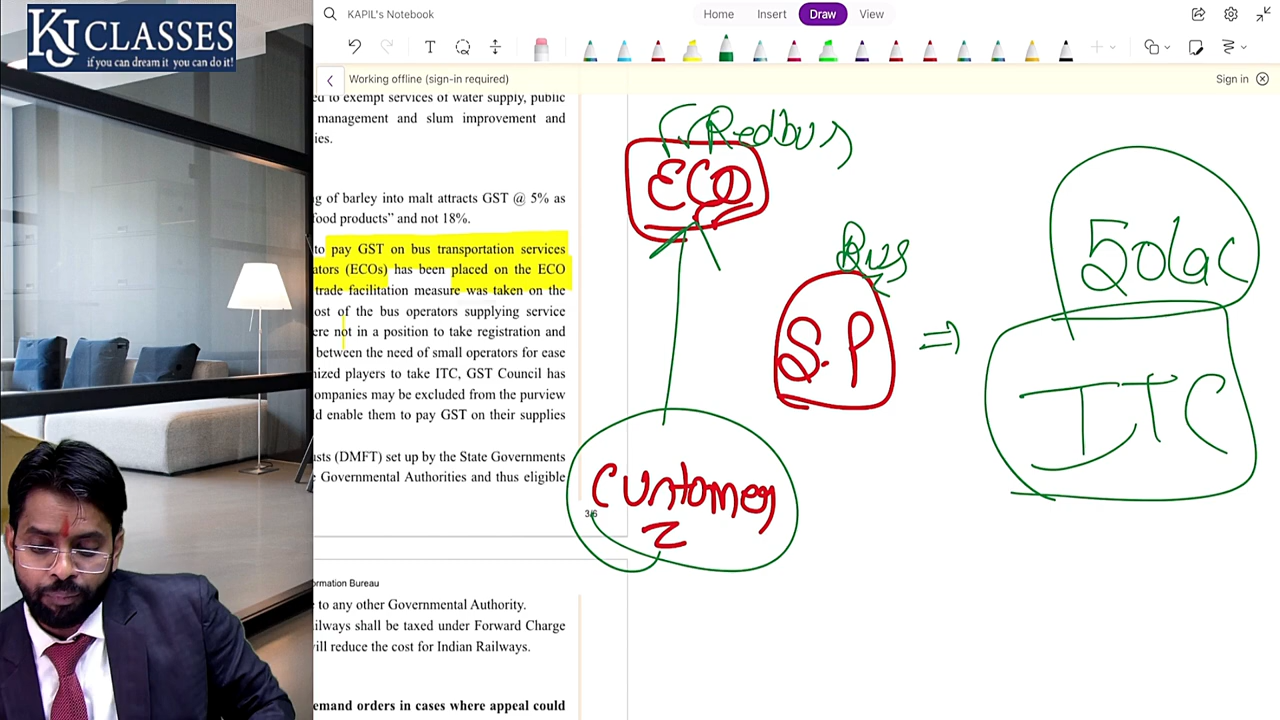 KJ CLASSES
if you can dream it you can do it!
KAPIL's Notebook
Home Insert Draw View
T
Working offline (sign-in required)
Sign in
ed to exempt services of water supply, public
management and slum improvement and
ies.
ng of barley into malt attracts GST @ 5% as
food products" and not 18%.
to pay GST on bus transportation services
ators (ECOs) has been placed on the ECO
trade facilitation measure was taken on the
ost of the bus operators supplying service
ere not in a position to take registration and
between the need of small operators for ease
nized players to take ITC, GST Council has
companies may be excluded from the purview
d enable them to pay GST on their supplies
usts (DMFT) set up by the State Governments
Governmental Authorities and thus eligible
3/6
ormation Bureau
to any other Governmental Authority.
ilways shall be taxed under Forward Charge
ill reduce the cost for Indian Railways.
emand orders in cases where appeal could
Redbus
ECO
Bus
S.P
⇒
50lac
ITC
Customer